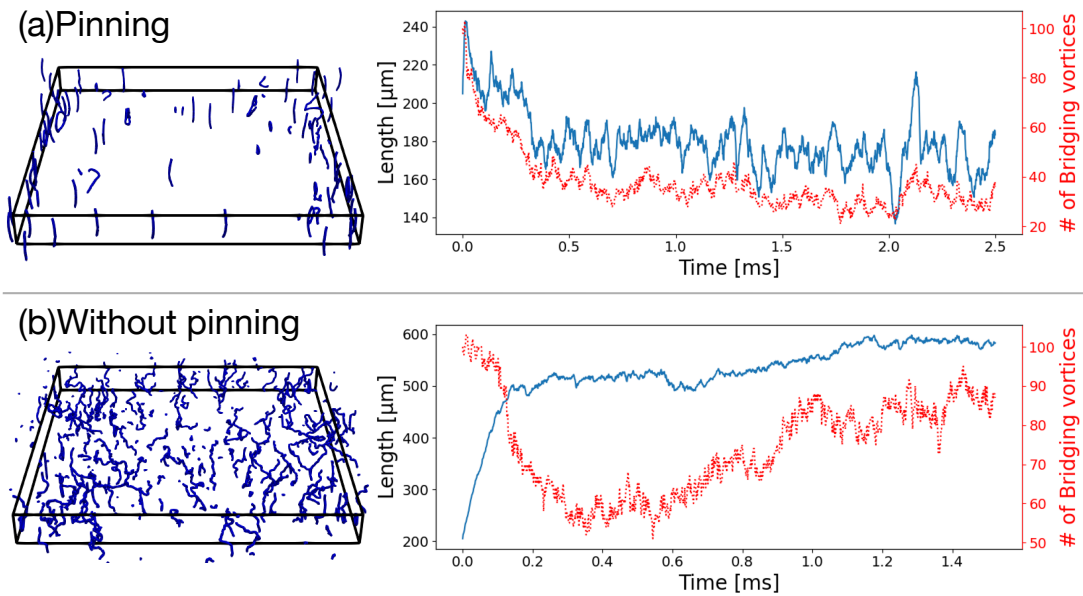 (a)Pinning
240
220
200
180
160
140
Length [μm]
100
80
60
40
20
# of Bridging vortices
0.0 0.5 1.0 1.5 2.0 2.5
Time [ms]
(b)Without pinning
600
500
400
300
200
Length [μm]
100
90
80
70
60
50
# of Bridging vortices
0.0 0.2 0.4 0.6 0.8 1.0 1.2 1.4
Time [ms]